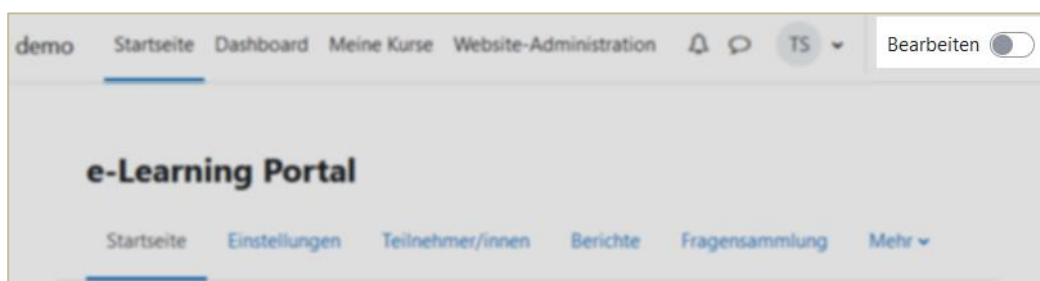 demo Startseite Dashboard Meine Kurse Website-Administration TS Bearbeiten
e-Learning Portal
Startseite Einstellungen Teilnehmer/innen Berichte Fragensammlung Mehr